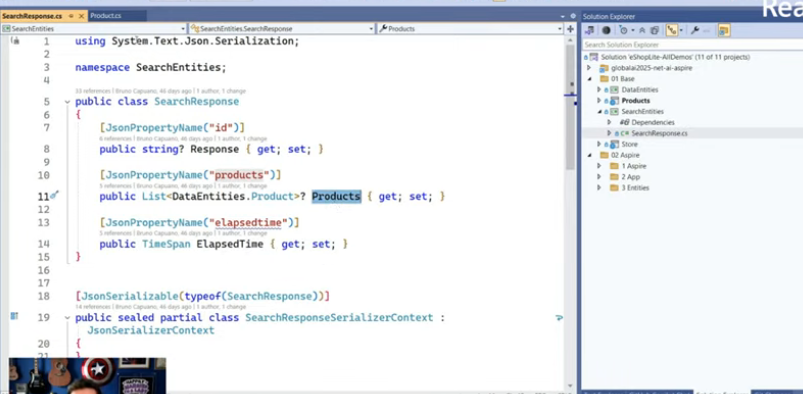 Rea
SearchResponse.cs
Product.cs
SearchEntities
SearchEntities.SearchResponse
Products
Solution Explorer
Search Solution Explorer
Solution 'eShopLite-AllDemos' (11 of 11 projects)
globalai2025-net-ai-aspire
01 Base
DataEntities
Products
SearchEntities
Dependencies
SearchResponse.cs
Store
02 Aspire
1 Aspire
2 App
3 Entities
1 using System.Text.Json.Serialization;
2
3 namespace SearchEntities;
4
33 references | Bruno Capuano, 46 days ago | 1 author, 1 change
5 public class SearchResponse
6 {
7 [JsonPropertyName("id")]
6 references | Bruno Capuano, 46 days ago | 1 author, 1 change
8 public string? Response { get; set; }
9
10 [JsonPropertyName("products")]
5 references | Bruno Capuano, 46 days ago | 1 author, 1 change
11 public List<DataEntities.Product>? Products { get; set; }
12
13 [JsonPropertyName("elapsedtime")]
3 references | Bruno Capuano, 46 days ago | 1 author, 1 change
14 public TimeSpan ElapsedTime { get; set; }
15 }
16
17
18 [JsonSerializable(typeof(SearchResponse))]
14 references | Bruno Capuano, 46 days ago | 1 author, 1 change
19 public sealed partial class SearchResponseSerializerContext :
JsonSerializerContext
20 {
21 }